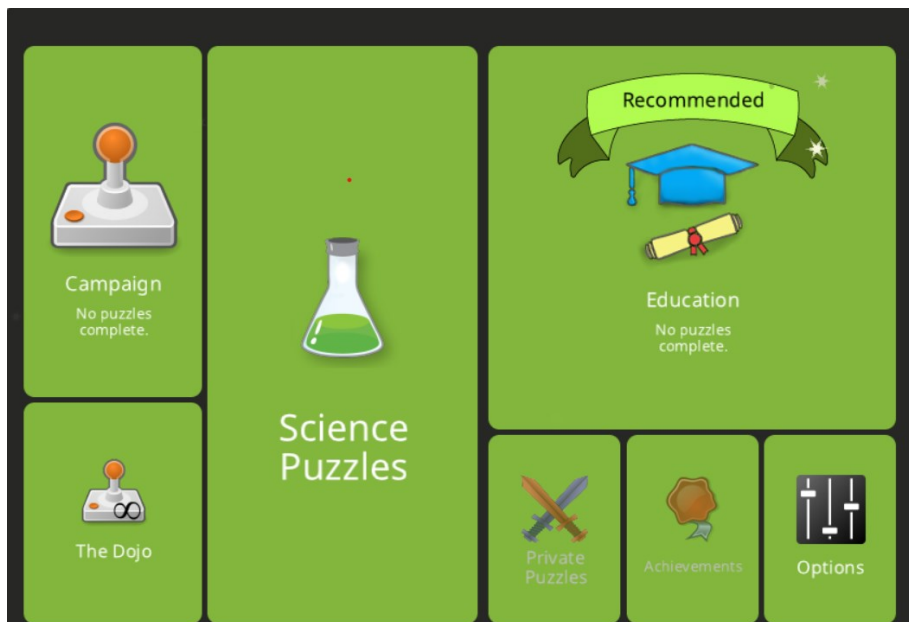 Recommended
Campaign
No puzzles
complete.
Science
Puzzles
Education
No puzzles
complete.
The Dojo
Private
Puzzles
Achievements
Options